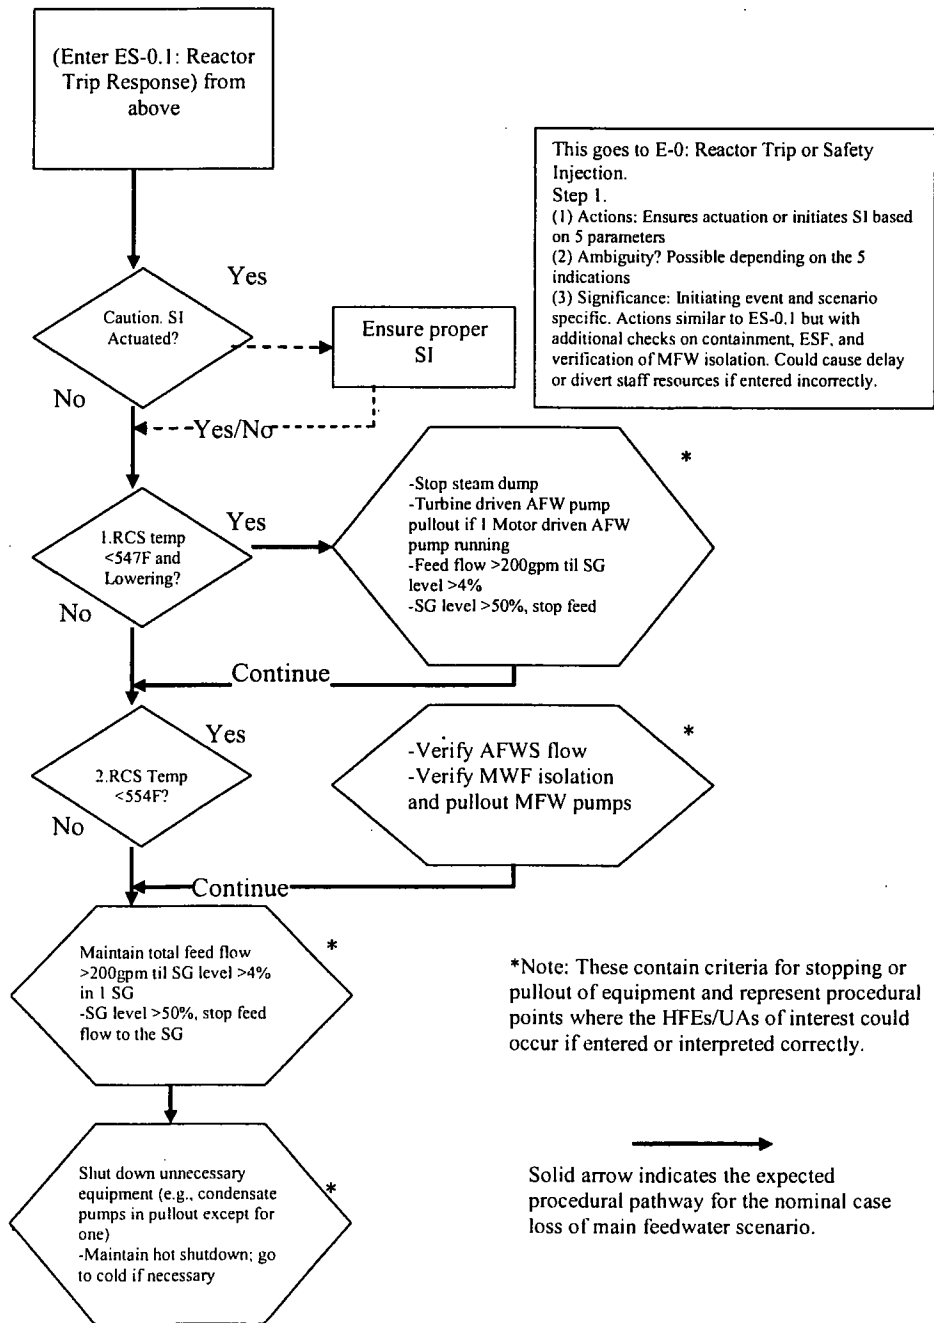 (Enter ES-0.1: Reactor
Trip Response) from
above
This goes to E-0: Reactor Trip or Safety
Injection.
Step 1.
(1) Actions: Ensures actuation or initiates SI based
on 5 parameters
(2) Ambiguity? Possible depending on the 5
indications
(3) Significance: Initiating event and scenario
specific. Actions similar to ES-0.1 but with
additional checks on containment, ESF, and
verification of MFW isolation. Could cause delay
or divert staff resources if entered incorrectly.
Yes
Caution. SI
Actuated?
Ensure proper
SI
No
Yes/No
*
-Stop steam dump
-Turbine driven AFW pump
pullout if 1 Motor driven AFW
pump running
-Feed flow >200gpm til SG
level >4%
-SG level >50%, stop feed
1.RCS temp
<547F and
Lowering?
Yes
No
Continue
Yes
*
2.RCS Temp
<554F?
-Verify AFWS flow
-Verify MWF isolation
and pullout MFW pumps
No
Continue
*
Maintain total feed flow
>200gpm til SG level >4%
in 1 SG
-SG level >50%, stop feed
flow to the SG
*Note: These contain criteria for stopping or
pullout of equipment and represent procedural
points where the HFEs/UAs of interest could
occur if entered or interpreted correctly.
Shut down unnecessary
equipment (e.g., condensate
pumps in pullout except for
one)
-Maintain hot shutdown; go
to cold if necessary
*
Solid arrow indicates the expected
procedural pathway for the nominal case
loss of main feedwater scenario.